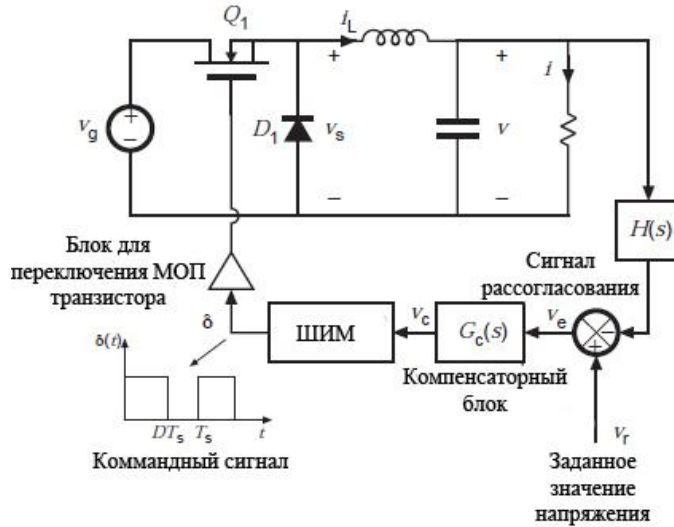 Q1
iL
+
+
i
vg
+
−
D1
vs
v
−
−
H(s)
Блок для
переключения МОП
транзистора
Сигнал
рассогласования
δ̂
vc
ve
ШИМ
Gc(s)
−
+
δ(t)
Компенсаторный
блок
DTs
Ts
t
vr
Коммандный сигнал
Заданное
значение
напряжения